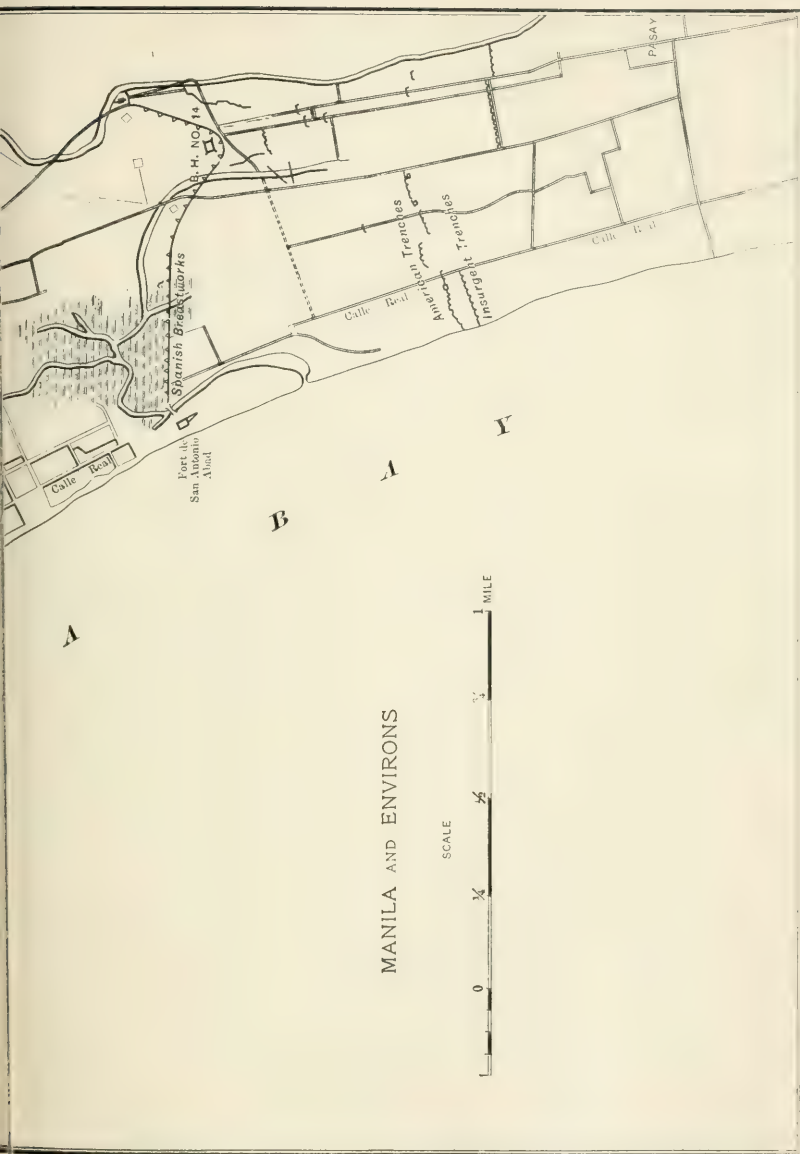 PASAY
B. H. NO. 14
Spanish Breastworks
American Trenches
Insurgent Trenches
Calle Real
Calle Real
Calle Real
Fort de
San Antonio
Abad
A
B A Y
MANILA AND ENVIRONS
SCALE
1 0 ¼ ½ ¾ 1
MILE